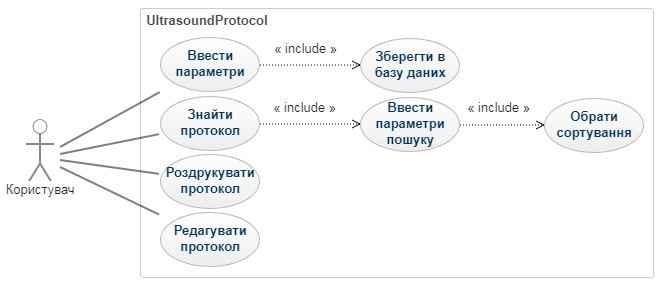 UltrasoundProtocol
Ввести
параметри
« include »
Зберегти в
базу даних
Знайти
протокол
« include »
Ввести
параметри
пошуку
« include »
Обрати
сортування
Користувач
Роздрукувати
протокол
Редагувати
протокол